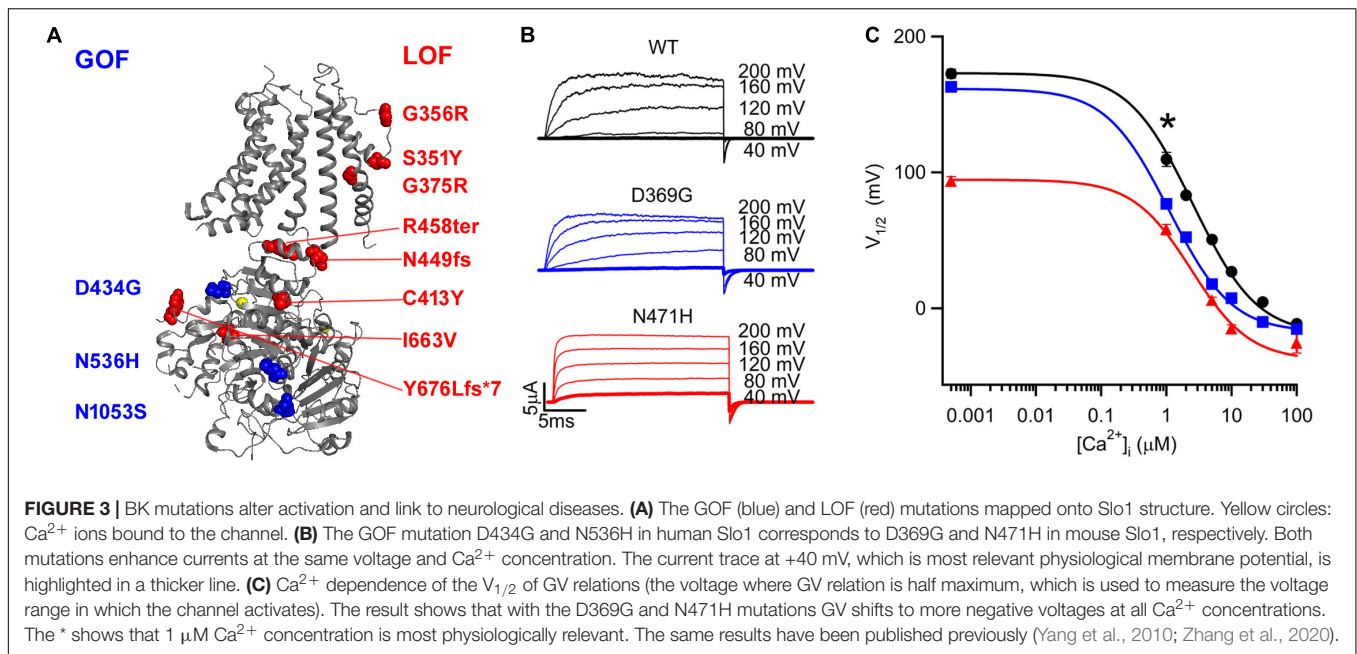 A
GOF
LOF
G356R
S351Y
G375R
R458ter
N449fs
D434G
C413Y
I663V
N536H
Y676Lfs*7
N1053S
B
WT
200 mV
160 mV
120 mV
80 mV
40 mV
D369G
200 mV
160 mV
120 mV
80 mV
40 mV
N471H
200 mV
160 mV
120 mV
80 mV
40 mV
5μA
5ms
C
200
100
0
V1/2 (mV)
*
0.001
0.01
0.1
1
10
100
[Ca2+]i (μM)
FIGURE 3 | BK mutations alter activation and link to neurological diseases. (A) The GOF (blue) and LOF (red) mutations mapped onto Slo1 structure. Yellow circles:
Ca2+ ions bound to the channel. (B) The GOF mutation D434G and N536H in human Slo1 corresponds to D369G and N471H in mouse Slo1, respectively. Both
mutations enhance currents at the same voltage and Ca2+ concentration. The current trace at +40 mV, which is most relevant physiological membrane potential, is
highlighted in a thicker line. (C) Ca2+ dependence of the V1/2 of GV relations (the voltage where GV relation is half maximum, which is used to measure the voltage
range in which the channel activates). The result shows that with the D369G and N471H mutations GV shifts to more negative voltages at all Ca2+ concentrations.
The * shows that 1 μM Ca2+ concentration is most physiologically relevant. The same results have been published previously (Yang et al., 2010; Zhang et al., 2020).